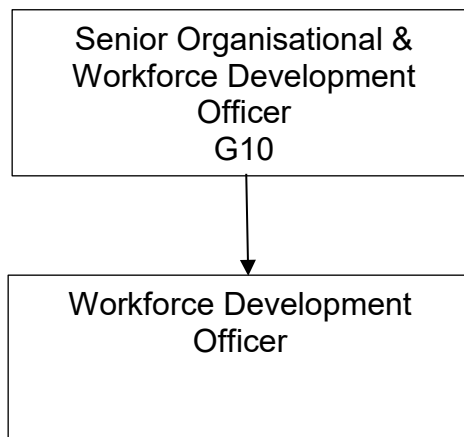 Senior Organisational &
Workforce Development
Officer
G10
Workforce Development
Officer